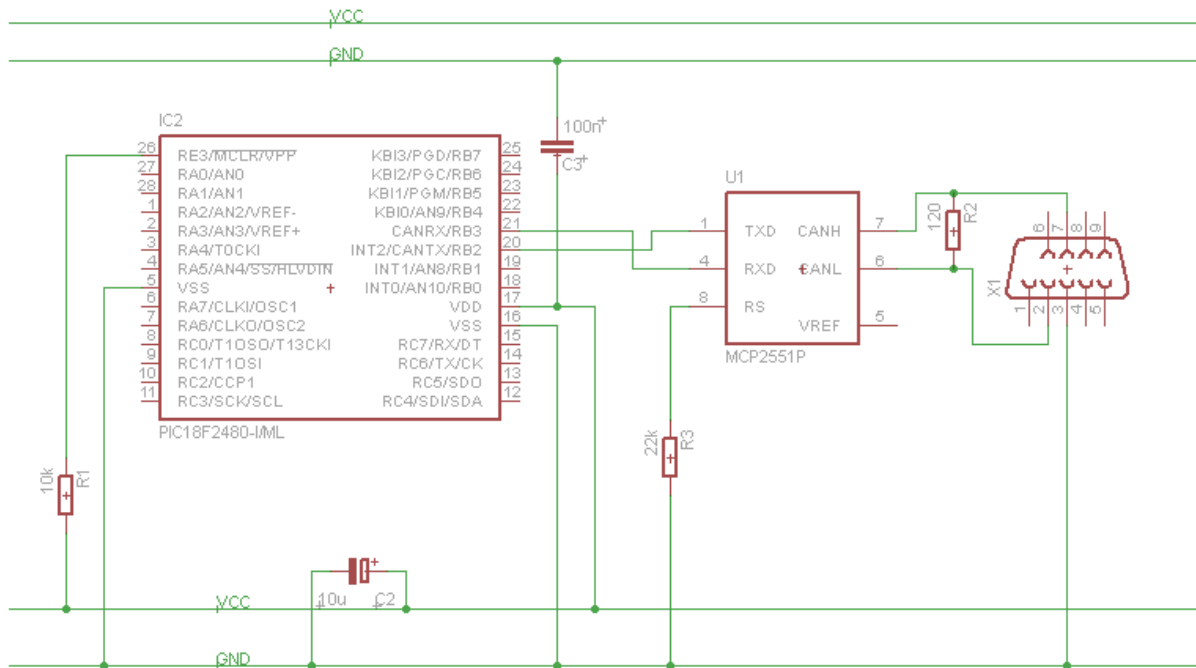 VCC
GND
IC2
100n
C3
26 RE3/MCLR/VPP KBI3/PGD/RB7 25
27 RA0/AN0 KBI2/PGC/RB6 24
28 RA1/AN1 KBI1/PGM/RB5 23
1 RA2/AN2/VREF- KBI0/AN9/RB4 22
2 RA3/AN3/VREF+ CANRX/RB3 21
3 RA4/T0CKI INT2/CANTX/RB2 20
4 RA5/AN4/SS/HLVDIN INT1/AN8/RB1 19
5 VSS INT0/AN10/RB0 18
6 RA7/CLKI/OSC1 VDD 17
7 RA6/CLKO/OSC2 VSS 16
8 RC0/T1OSO/T13CKI RC7/RX/DT 15
9 RC1/T1OSI RC6/TX/CK 14
10 RC2/CCP1 RC5/SDO 13
11 RC3/SCK/SCL RC4/SDI/SDA 12
PIC18F2480-I/ML
U1
1 TXD CANH 7
4 RXD CANL 6
8 RS
VREF 5
MCP2551P
120
R2
6 7 8 9
X1
1 2 3 4 5
22k
R3
10k
R1
10u C2
VCC
GND